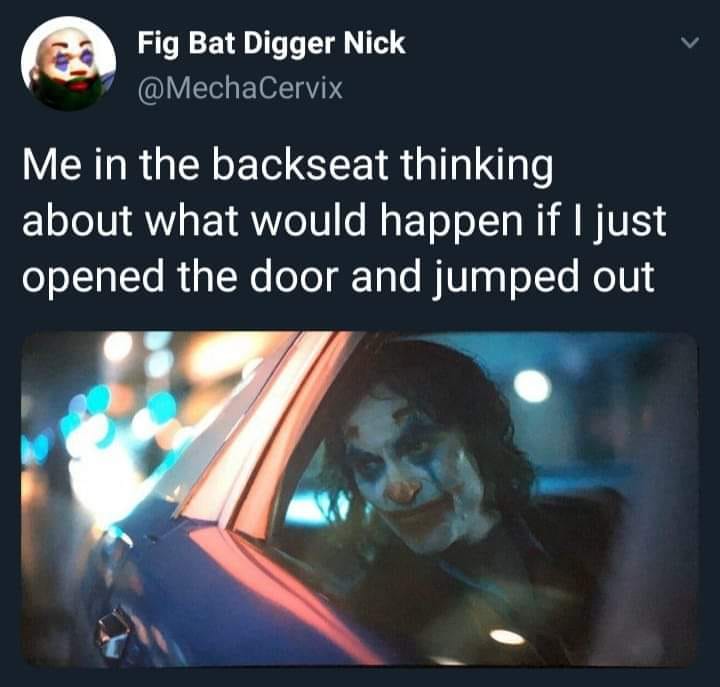 Fig Bat Digger Nick
@MechaCervix
Me in the backseat thinking
about what would happen if I just
opened the door and jumped out